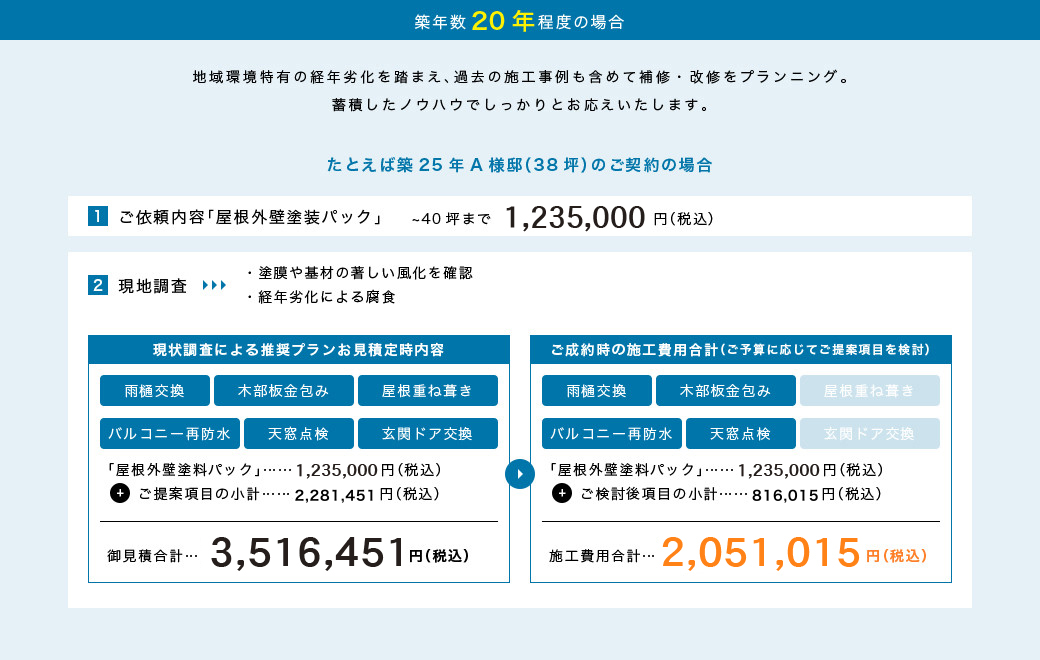 築年数 20 年程度の場合
地域環境特有の経年劣化を踏まえ、過去の施工事例も含めて補修・改修をプランニング。
蓄積したノウハウでしっかりとお応えいたします。
たとえば築 25 年 A 様邸(38 坪)のご契約の場合
1 ご依頼内容「屋根外壁塗装パック」 ~40 坪まで 1,235,000 円(税込)
2 現地調査
・塗膜や基材の著しい風化を確認
・経年劣化による腐食
現状調査による推奨プランお見積定時内容
雨樋交換 木部板金包み 屋根重ね葺き
バルコニー再防水 天窓点検 玄関ドア交換
「屋根外壁塗料パック」…… 1,235,000 円(税込)
+ ご提案項目の小計…… 2,281,451 円(税込)
御見積合計… 3,516,451円(税込)
ご成約時の施工費用合計(ご予算に応じてご提案項目を検討)
雨樋交換 木部板金包み 屋根重ね葺き
バルコニー再防水 天窓点検 玄関ドア交換
「屋根外壁塗料パック」…… 1,235,000 円(税込)
+ ご検討後項目の小計…… 816,015 円(税込)
施工費用合計… 2,051,015 円(税込)